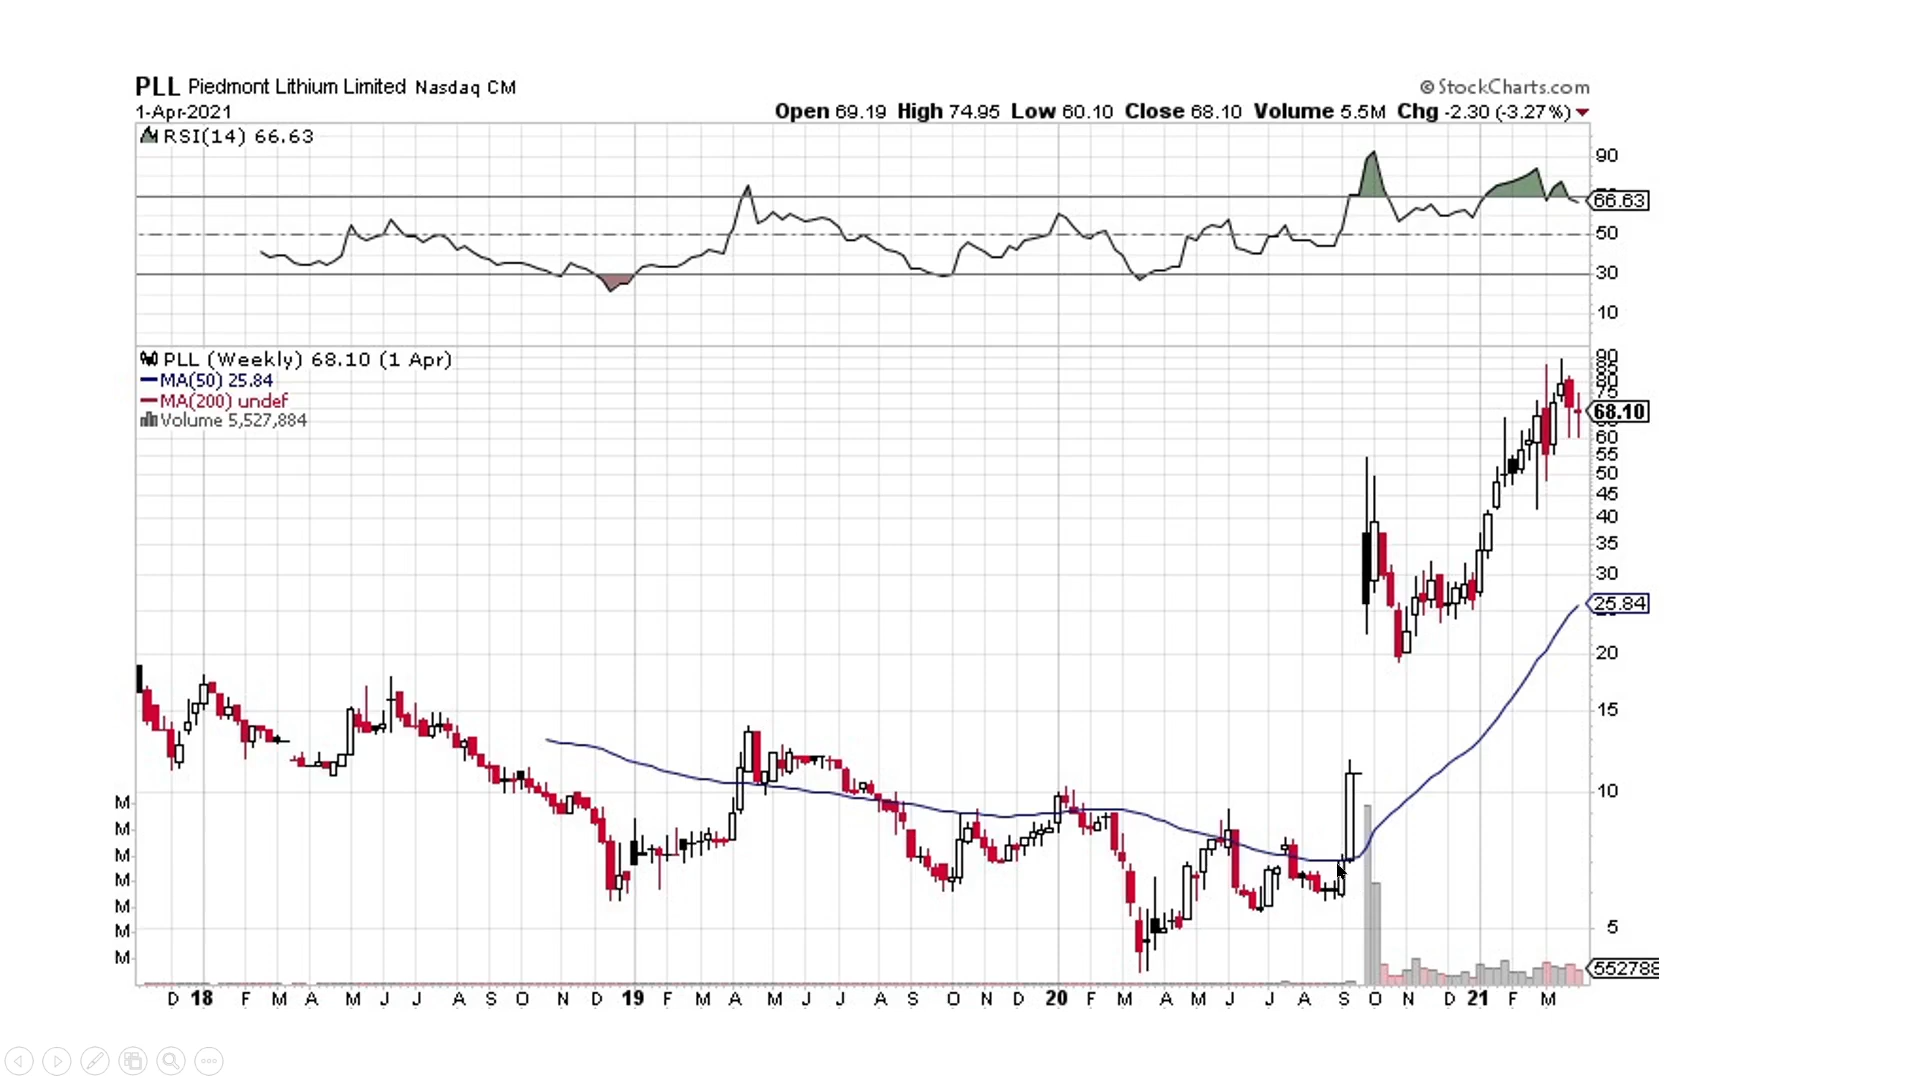 PLL Piedmont Lithium Limited Nasdaq CM © StockCharts.com
1-Apr-2021 Open 69.19 High 74.95 Low 60.10 Close 68.10 Volume 5.5M Chg -2.30 (-3.27%)
RSI(14) 66.63
90
66.63
50
30
10
PLL (Weekly) 68.10 (1 Apr)
MA(50) 25.84
MA(200) undef
Volume 5,527,884
90
85
80
75
68.10
60
55
50
45
40
35
30
25.84
20
15
10
5
552788
M
M
M
M
M
M
M
D 18 F M A M J J A S O N D 19 F M A M J J A S O N D 20 F M A M J J A S O N D 21 F M